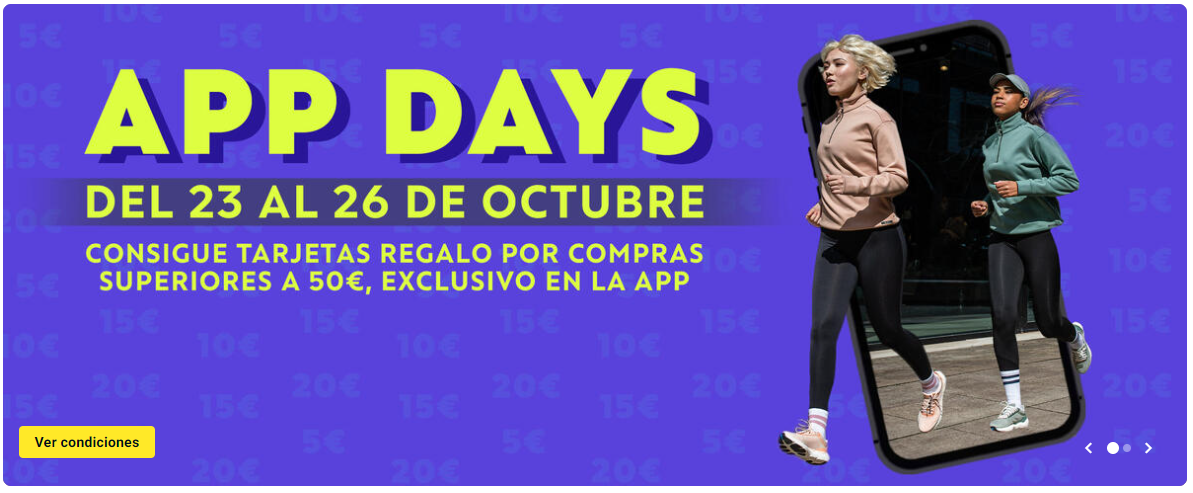 APP DAYS
DEL 23 AL 26 DE OCTUBRE
CONSIGUE TARJETAS REGALO POR COMPRAS
SUPERIORES A 50€, EXCLUSIVO EN LA APP
Ver condiciones